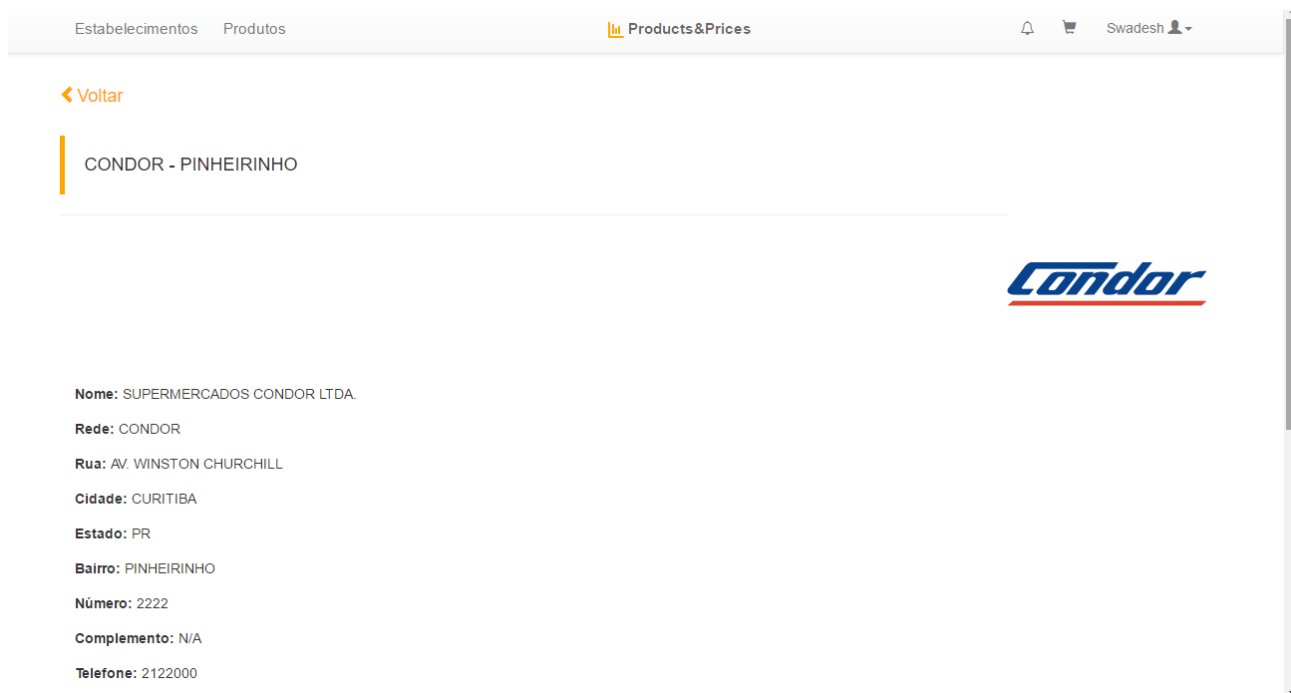 Estabelecimentos Produtos Products&Prices Swadesh
Voltar
CONDOR - PINHEIRINHO
Condor
Nome: SUPERMERCADOS CONDOR LTDA.
Rede: CONDOR
Rua: AV. WINSTON CHURCHILL
Cidade: CURITIBA
Estado: PR
Bairro: PINHEIRINHO
Número: 2222
Complemento: N/A
Telefone: 2122000